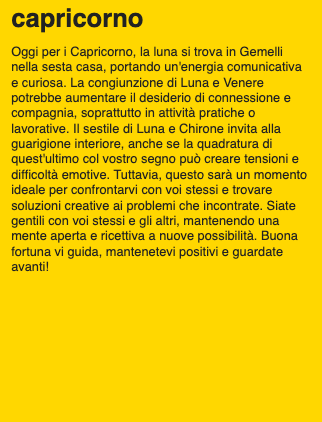 capricorno
Oggi per i Capricorno, la luna si trova in Gemelli
nella sesta casa, portando un'energia comunicativa
e curiosa. La congiunzione di Luna e Venere
potrebbe aumentare il desiderio di connessione e
compagnia, soprattutto in attività pratiche o
lavorative. Il sestile di Luna e Chirone invita alla
guarigione interiore, anche se la quadratura di
quest'ultimo col vostro segno può creare tensioni e
difficoltà emotive. Tuttavia, questo sarà un momento
ideale per confrontarvi con voi stessi e trovare
soluzioni creative ai problemi che incontrate. Siate
gentili con voi stessi e gli altri, mantenendo una
mente aperta e ricettiva a nuove possibilità. Buona
fortuna vi guida, mantenetevi positivi e guardate
avanti!